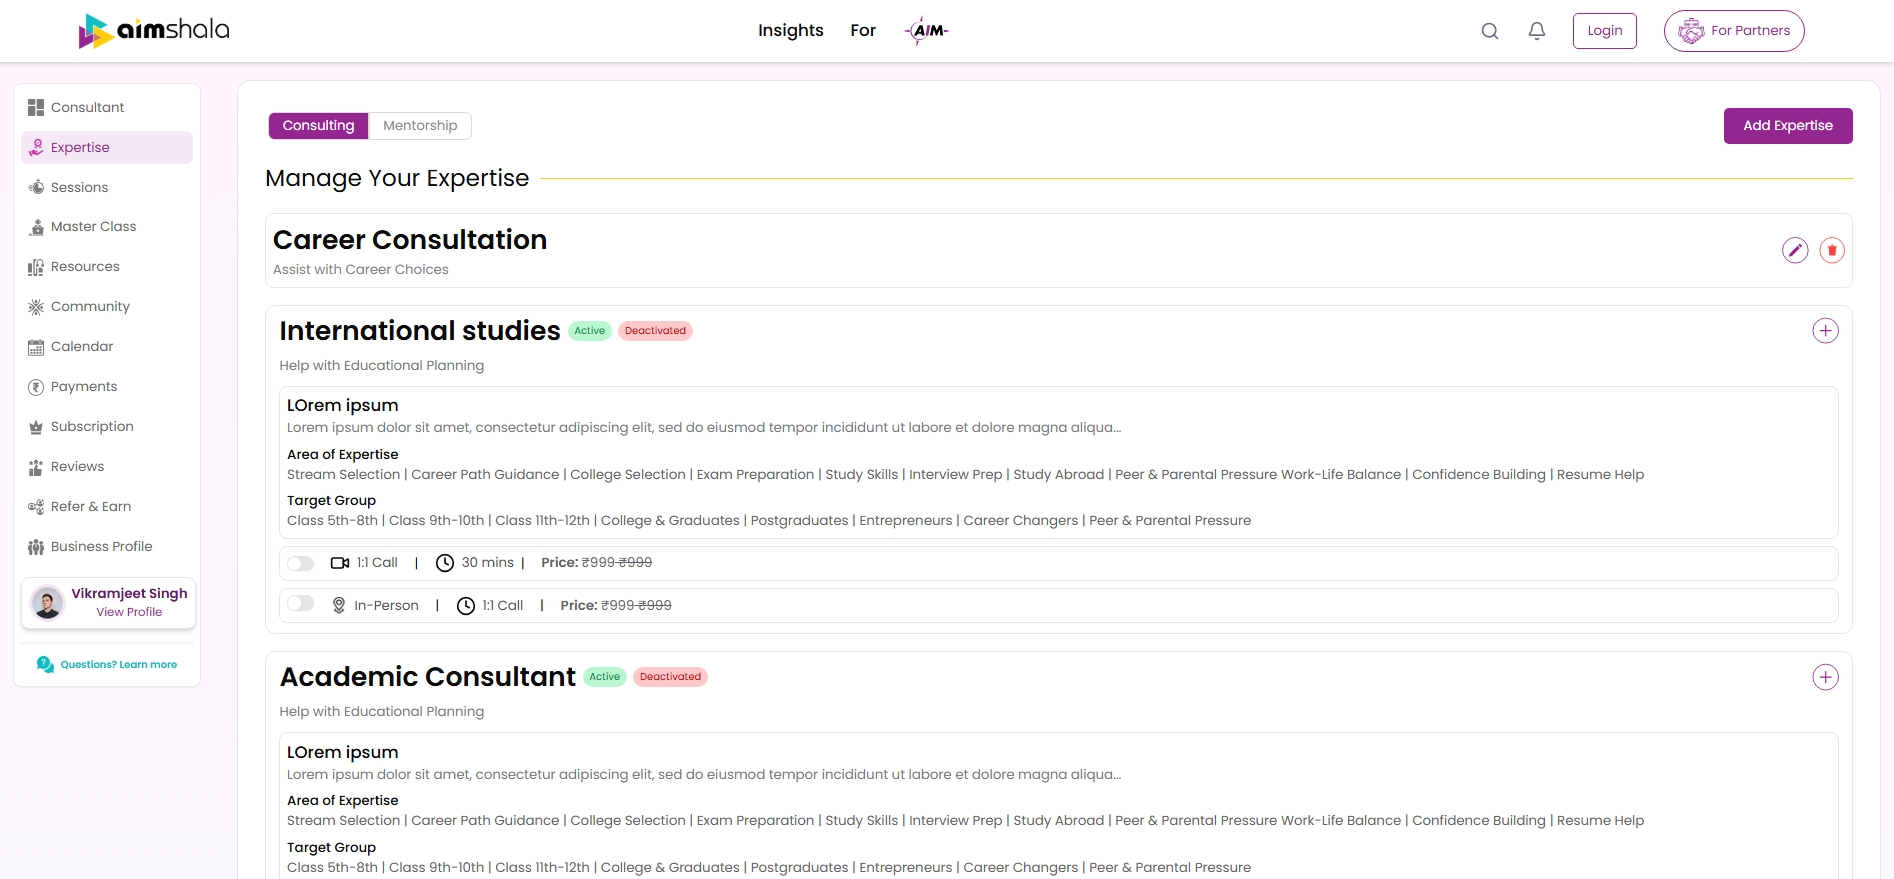 aimshala
Insights For AIM
Login
For Partners
Consultant
Expertise
Sessions
Master Class
Resources
Community
Calendar
Payments
Subscription
Reviews
Refer & Earn
Business Profile
Vikramjeet Singh
View Profile
Questions? Learn more
Consulting Mentorship
Add Expertise
Manage Your Expertise
Career Consultation
Assist with Career Choices
International studies Active Deactivated
Help with Educational Planning
LOrem ipsum
Lorem ipsum dolor sit amet, consectetur adipiscing elit, sed do eiusmod tempor incididunt ut labore et dolore magna aliqua...
Area of Expertise
Stream Selection | Career Path Guidance | College Selection | Exam Preparation | Study Skills | Interview Prep | Study Abroad | Peer & Parental Pressure Work-Life Balance | Confidence Building | Resume Help
Target Group
Class 5th-8th | Class 9th-10th | Class 11th-12th | College & Graduates | Postgraduates | Entrepreneurs | Career Changers | Peer & Parental Pressure
1:1 Call | 30 mins | Price: ₹999 ₹999
In-Person | 1:1 Call | Price: ₹999 ₹999
Academic Consultant Active Deactivated
Help with Educational Planning
LOrem ipsum
Lorem ipsum dolor sit amet, consectetur adipiscing elit, sed do eiusmod tempor incididunt ut labore et dolore magna aliqua...
Area of Expertise
Stream Selection | Career Path Guidance | College Selection | Exam Preparation | Study Skills | Interview Prep | Study Abroad | Peer & Parental Pressure Work-Life Balance | Confidence Building | Resume Help
Target Group
Class 5th-8th | Class 9th-10th | Class 11th-12th | College & Graduates | Postgraduates | Entrepreneurs | Career Changers | Peer & Parental Pressure